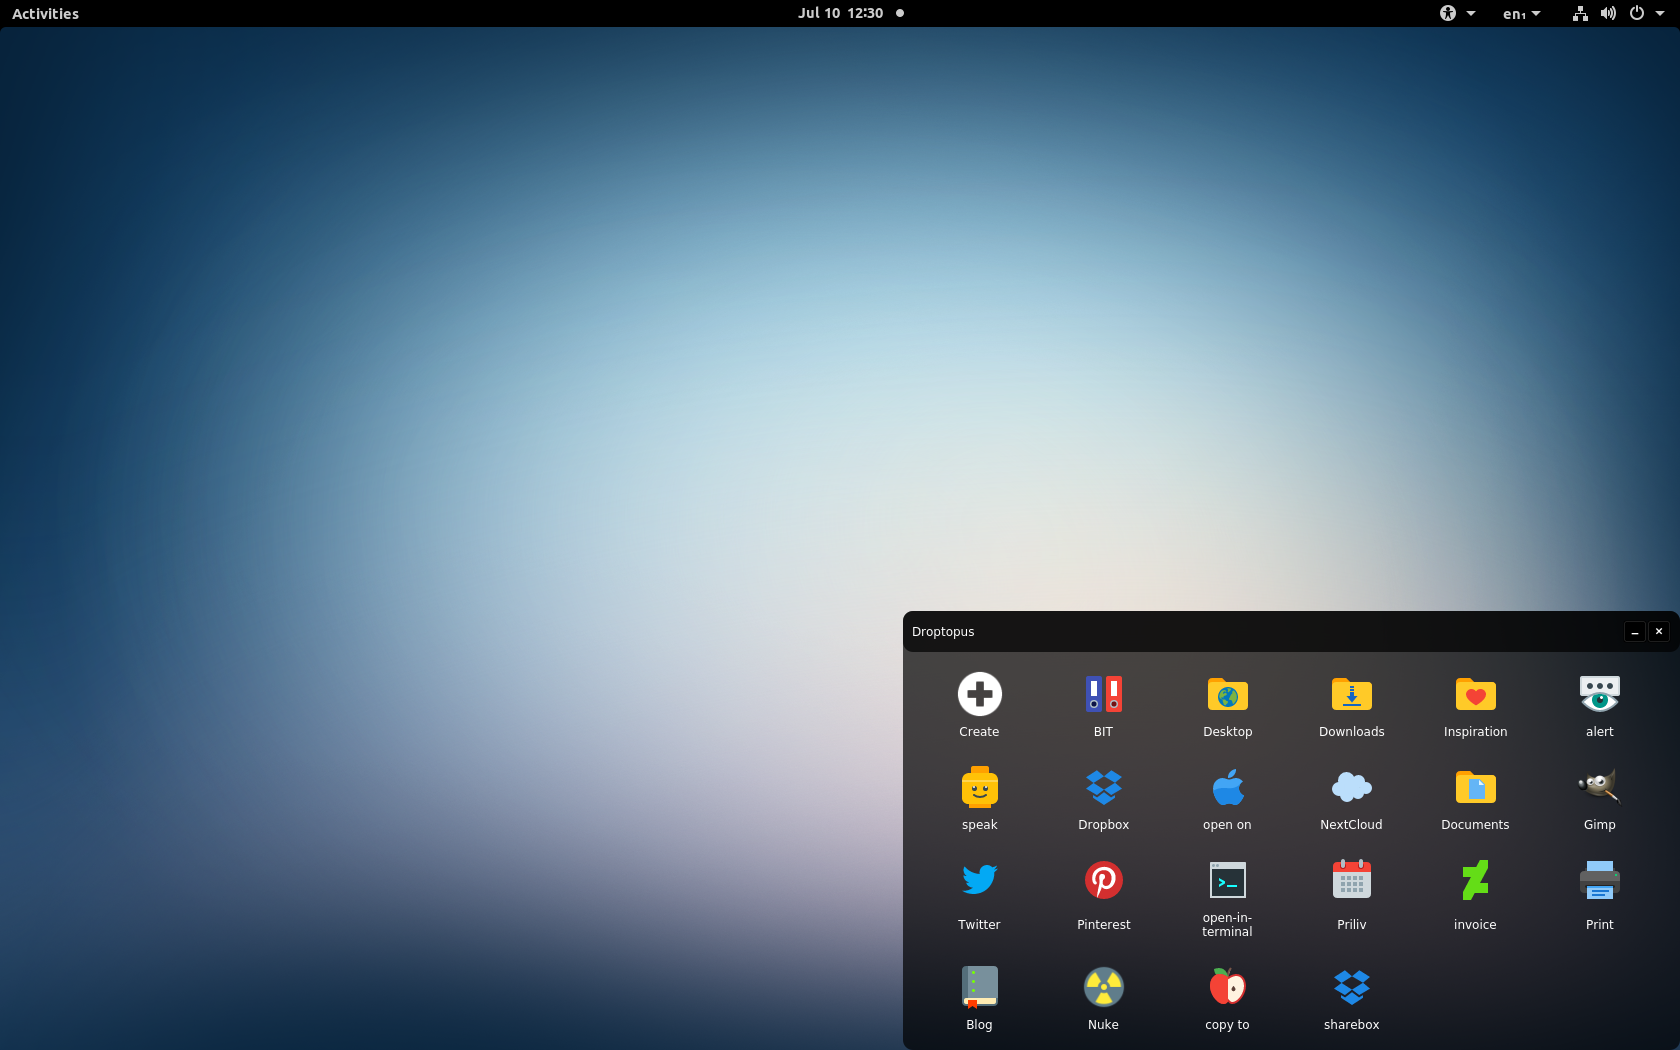 Activities
Jul 10 12:30
en₁
Droptopus
Create
BIT
Desktop
Downloads
Inspiration
alert
speak
Dropbox
open on
NextCloud
Documents
Gimp
Twitter
Pinterest
open-in-
terminal
Priliv
invoice
Print
Blog
Nuke
copy to
sharebox